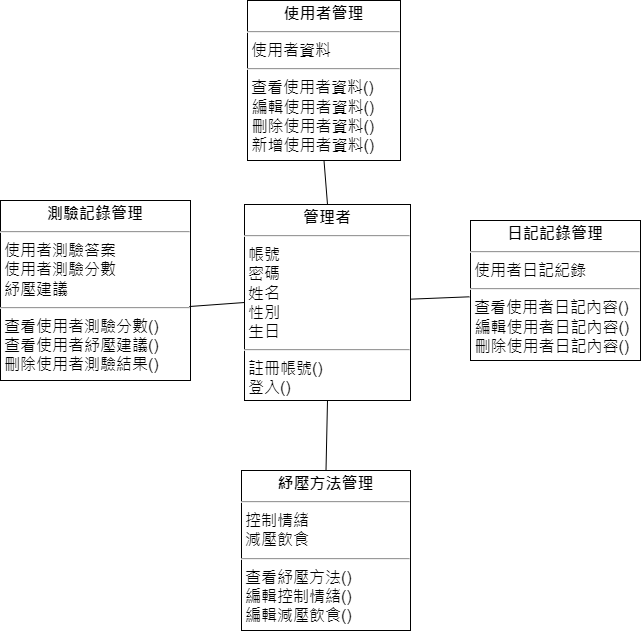 使用者管理
使用者資料
查看使用者資料()
編輯使用者資料()
刪除使用者資料()
新增使用者資料()
測驗記錄管理
使用者測驗答案
使用者測驗分數
紓壓建議
查看使用者測驗分數()
查看使用者紓壓建議()
刪除使用者測驗結果()
管理者
帳號
密碼
姓名
性別
生日
註冊帳號()
登入()
日記記錄管理
使用者日記紀錄
查看使用者日記內容()
編輯使用者日記內容()
刪除使用者日記內容()
紓壓方法管理
控制情緒
減壓飲食
查看紓壓方法()
編輯控制情緒()
編輯減壓飲食()